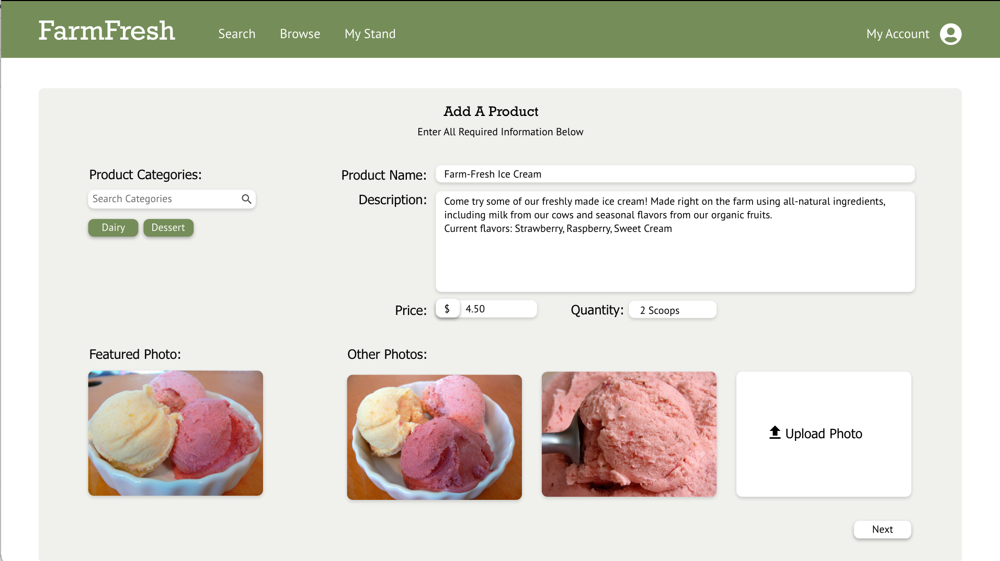 FarmFresh
Search
Browse
My Stand
My Account
Add A Product
Enter All Required Information Below
Product Categories:
Search Categories
Dairy
Dessert
Product Name:
Farm-Fresh Ice Cream
Description:
Come try some of our freshly made ice cream! Made right on the farm using all-natural ingredients,
including milk from our cows and seasonal flavors from our organic fruits.
Current flavors: Strawberry, Raspberry, Sweet Cream
Price:
$
4.50
Quantity:
2 Scoops
Featured Photo:
Other Photos:
Upload Photo
Next